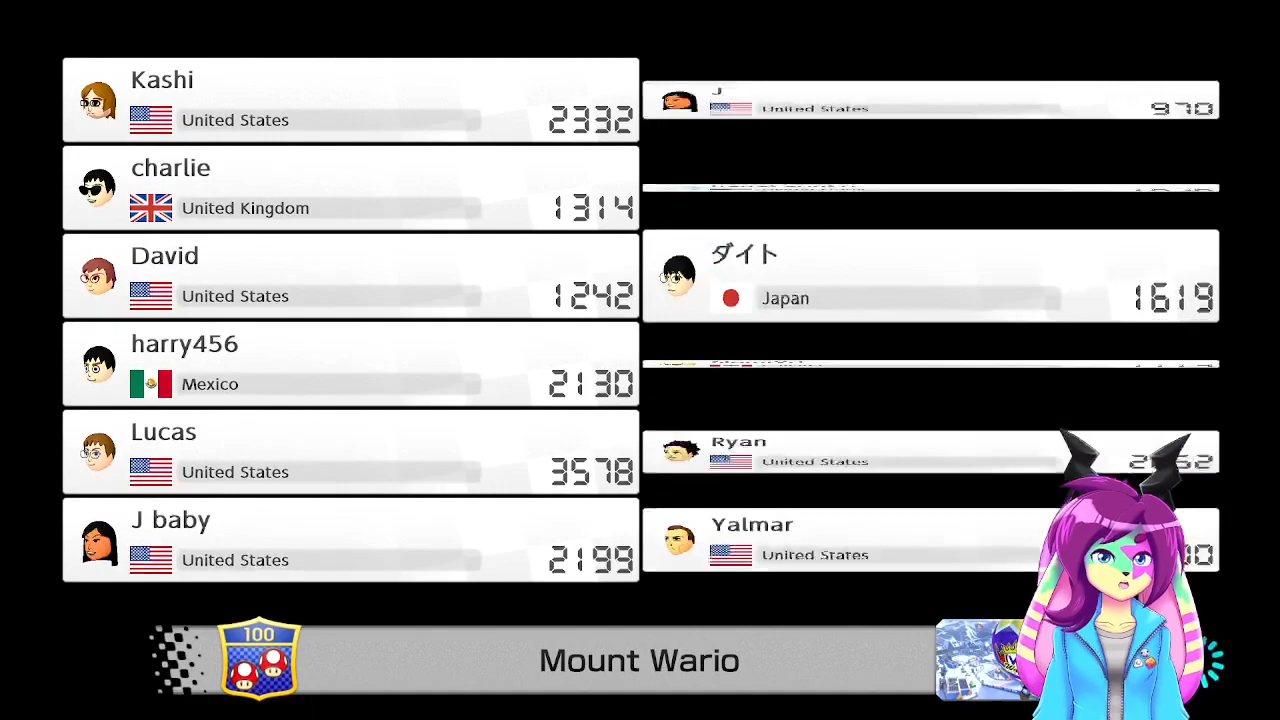 Kashi
United States
2332
charlie
United Kingdom
1314
David
United States
1242
harry456
Mexico
2130
Lucas
United States
3578
J baby
United States
2199
J
United States
970
ダイト
Japan
1619
Ryan
United States
Yalmar
United States
100
Mount Wario